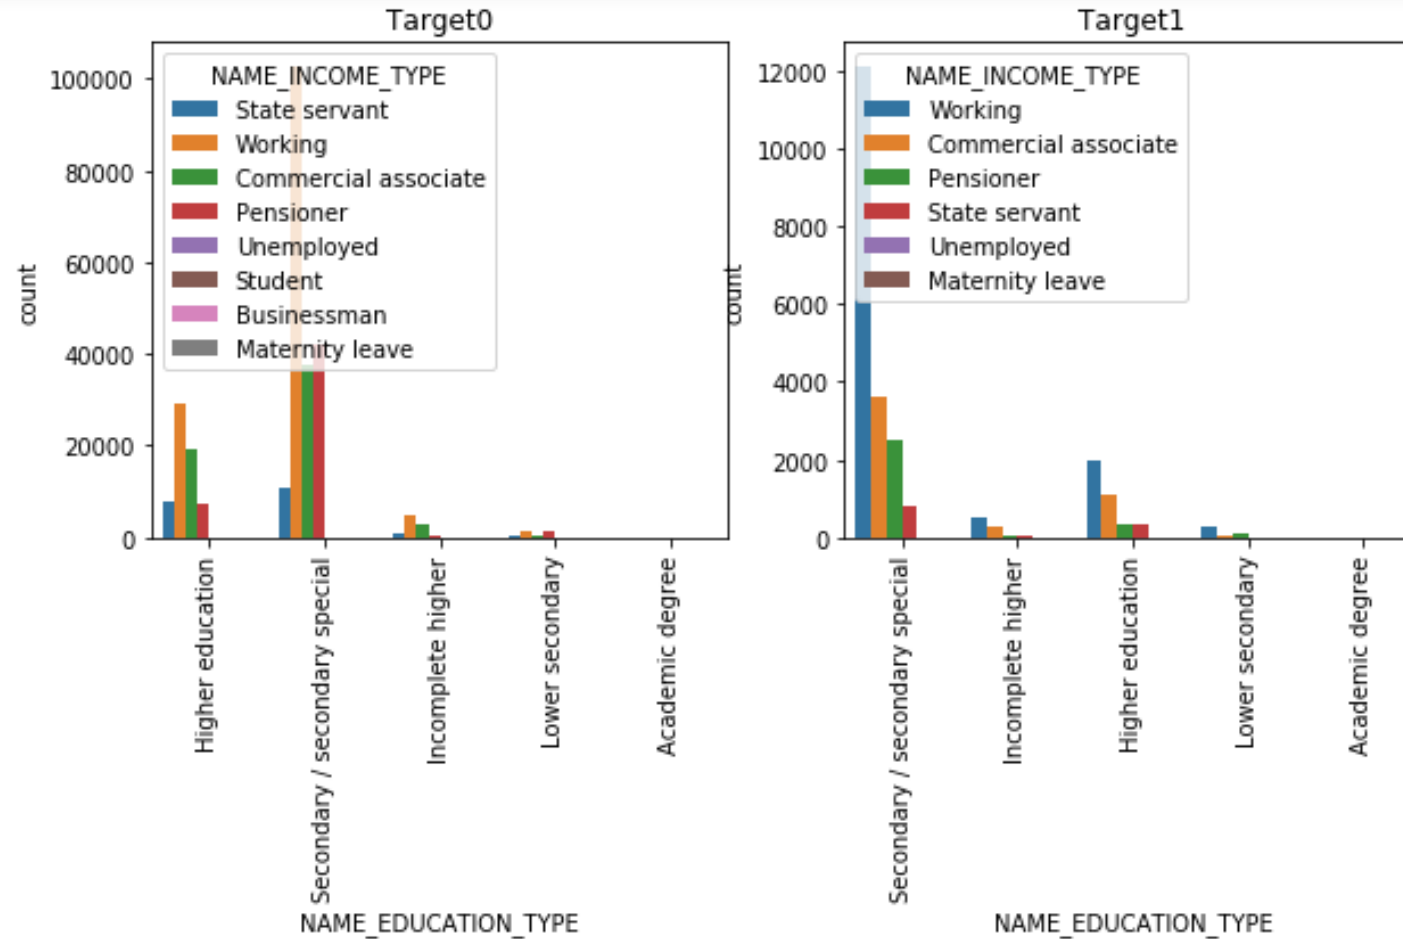 Target0
NAME_INCOME_TYPE
State servant
Working
Commercial associate
Pensioner
Unemployed
Student
Businessman
Maternity leave
100000
80000
60000
40000
20000
0
count
Higher education
Secondary / secondary special
Incomplete higher
Lower secondary
Academic degree
NAME_EDUCATION_TYPE
Target1
NAME_INCOME_TYPE
Working
Commercial associate
Pensioner
State servant
Unemployed
Maternity leave
12000
10000
8000
6000
4000
2000
0
count
Secondary / secondary special
Incomplete higher
Higher education
Lower secondary
Academic degree
NAME_EDUCATION_TYPE